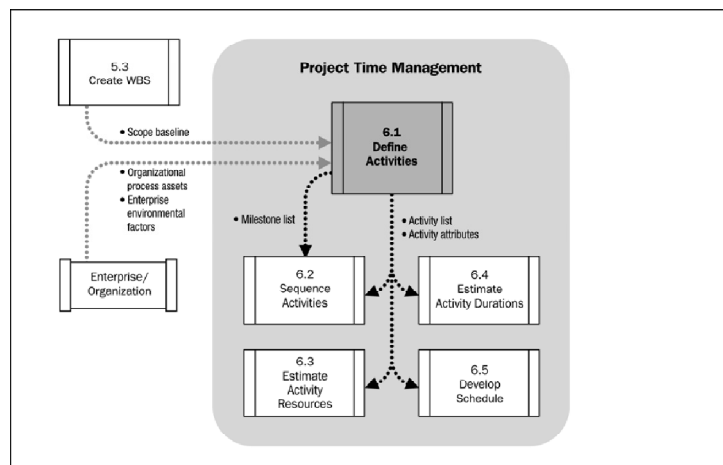 Project Time Management
5.3
Create WBS
• Scope baseline
6.1
Define
Activities
• Organizational
process assets
• Enterprise
environmental
factors
Enterprise/
Organization
• Milestone list
• Activity list
• Activity attributes
6.2
Sequence
Activities
6.4
Estimate
Activity Durations
6.3
Estimate
Activity
Resources
6.5
Develop
Schedule